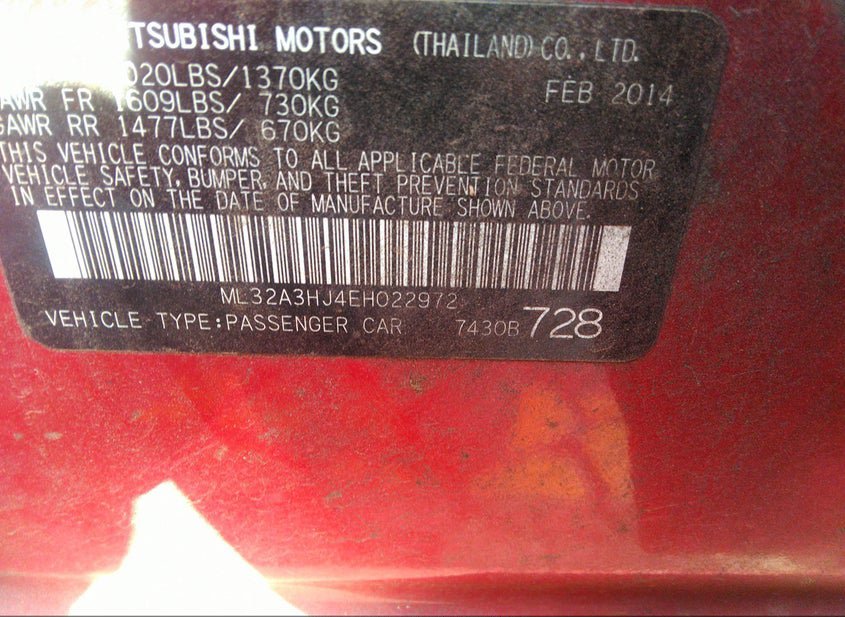 TSUBISHI MOTORS (THAILAND) CO., LTD.
020LBS/1370KG FEB 2014
AWR FR 1609LBS/ 730KG
GAWR RR 1477LBS/ 670KG
THIS VEHICLE CONFORMS TO ALL APPLICABLE FEDERAL MOTOR
VEHICLE SAFETY, BUMPER, AND THEFT PREVENTION STANDARDS
IN EFFECT ON THE DATE OF MANUFACTURE SHOWN ABOVE.
ML32A3HJ4EH022972
VEHICLE TYPE:PASSENGER CAR 7430B 728